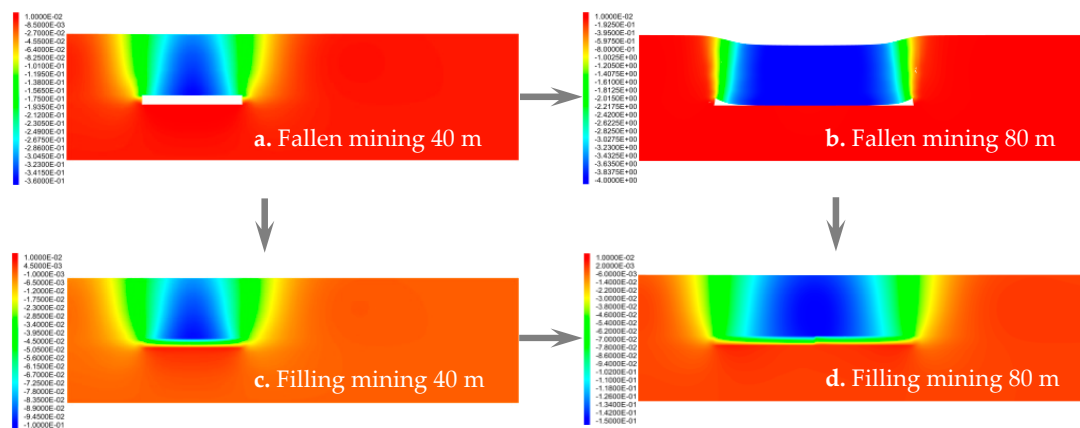 1.0000E-02
-8.5000E-03
-2.7000E-02
-4.5500E-02
-6.4000E-02
-8.2500E-02
-1.0100E-01
-1.1950E-01
-1.3800E-01
-1.5650E-01
-1.7500E-01
-1.9350E-01
-2.1200E-01
-2.3050E-01
-2.4900E-01
-2.6750E-01
-2.8600E-01
-3.0450E-01
-3.2300E-01
-3.4150E-01
-3.6000E-01
a. Fallen mining 40 m
1.0000E-02
-1.9250E-01
-3.9500E-01
-5.9750E-01
-8.0000E-01
-1.0025E+00
-1.2050E+00
-1.4075E+00
-1.6100E+00
-1.8125E+00
-2.0150E+00
-2.2175E+00
-2.4200E+00
-2.6225E+00
-2.8250E+00
-3.0275E+00
-3.2300E+00
-3.4325E+00
-3.6350E+00
-3.8375E+00
-4.0000E+00
b. Fallen mining 80 m
1.0000E-02
4.5000E-03
-1.0000E-03
-6.5000E-03
-1.2000E-02
-1.7500E-02
-2.3000E-02
-2.8500E-02
-3.4000E-02
-3.9500E-02
-4.5000E-02
-5.0500E-02
-5.6000E-02
-6.1500E-02
-6.7000E-02
-7.2500E-02
-7.8000E-02
-8.3500E-02
-8.9000E-02
-9.4500E-02
-1.0000E-01
c. Filling mining 40 m
1.0000E-02
2.0000E-03
-6.0000E-03
-1.4000E-02
-2.2000E-02
-3.0000E-02
-3.8000E-02
-4.6000E-02
-5.4000E-02
-6.2000E-02
-7.0000E-02
-7.8000E-02
-8.6000E-02
-9.4000E-02
-1.0200E-01
-1.1000E-01
-1.1800E-01
-1.2600E-01
-1.3400E-01
-1.4200E-01
-1.5000E-01
d. Filling mining 80 m